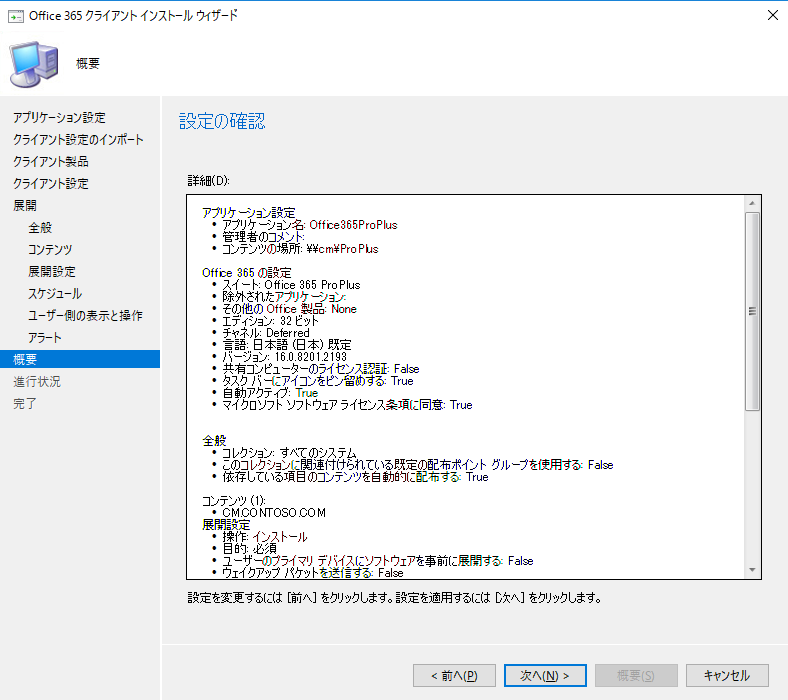 Office 365 クライアント インストール ウィザード
概要
アプリケーション設定
クライアント設定のインポート
クライアント製品
クライアント設定
展開
全般
コンテンツ
展開設定
スケジュール
ユーザー側の表示と操作
アラート
概要
進行状況
完了
設定の確認
詳細(D):
アプリケーション設定
• アプリケーション名: Office365ProPlus
• 管理者のコメント:
• コンテンツの場所: ¥¥cm¥ProPlus
Office 365 の設定
• スイート: Office 365 ProPlus
• 除外されたアプリケーション:
• その他の Office 製品: None
• エディション: 32 ビット
• チャネル: Deferred
• 言語: 日本語 (日本) 既定
• バージョン: 16.0.8201.2193
• 共有コンピューターのライセンス認証: False
• タスク バーにアイコンをピン留めする: True
• 自動アクティブ: True
• マイクロソフト ソフトウェア ライセンス条項に同意: True
全般
• コレクション: すべてのシステム
• このコレクションに関連付けられている既定の配布ポイント グループを使用する: False
• 依存している項目のコンテンツを自動的に配布する: True
コンテンツ (1):
• CM.CONTOSO.COM
展開設定
• 操作: インストール
• 目的: 必須
• ユーザーのプライマリ デバイスにソフトウェアを事前に展開する: False
• ウェイクアップ パケットを送信する: False
設定を変更するには [前へ] をクリックします。設定を適用するには [次へ] をクリックします。
< 前へ(P)
次へ(N) >
概要(S)
キャンセル